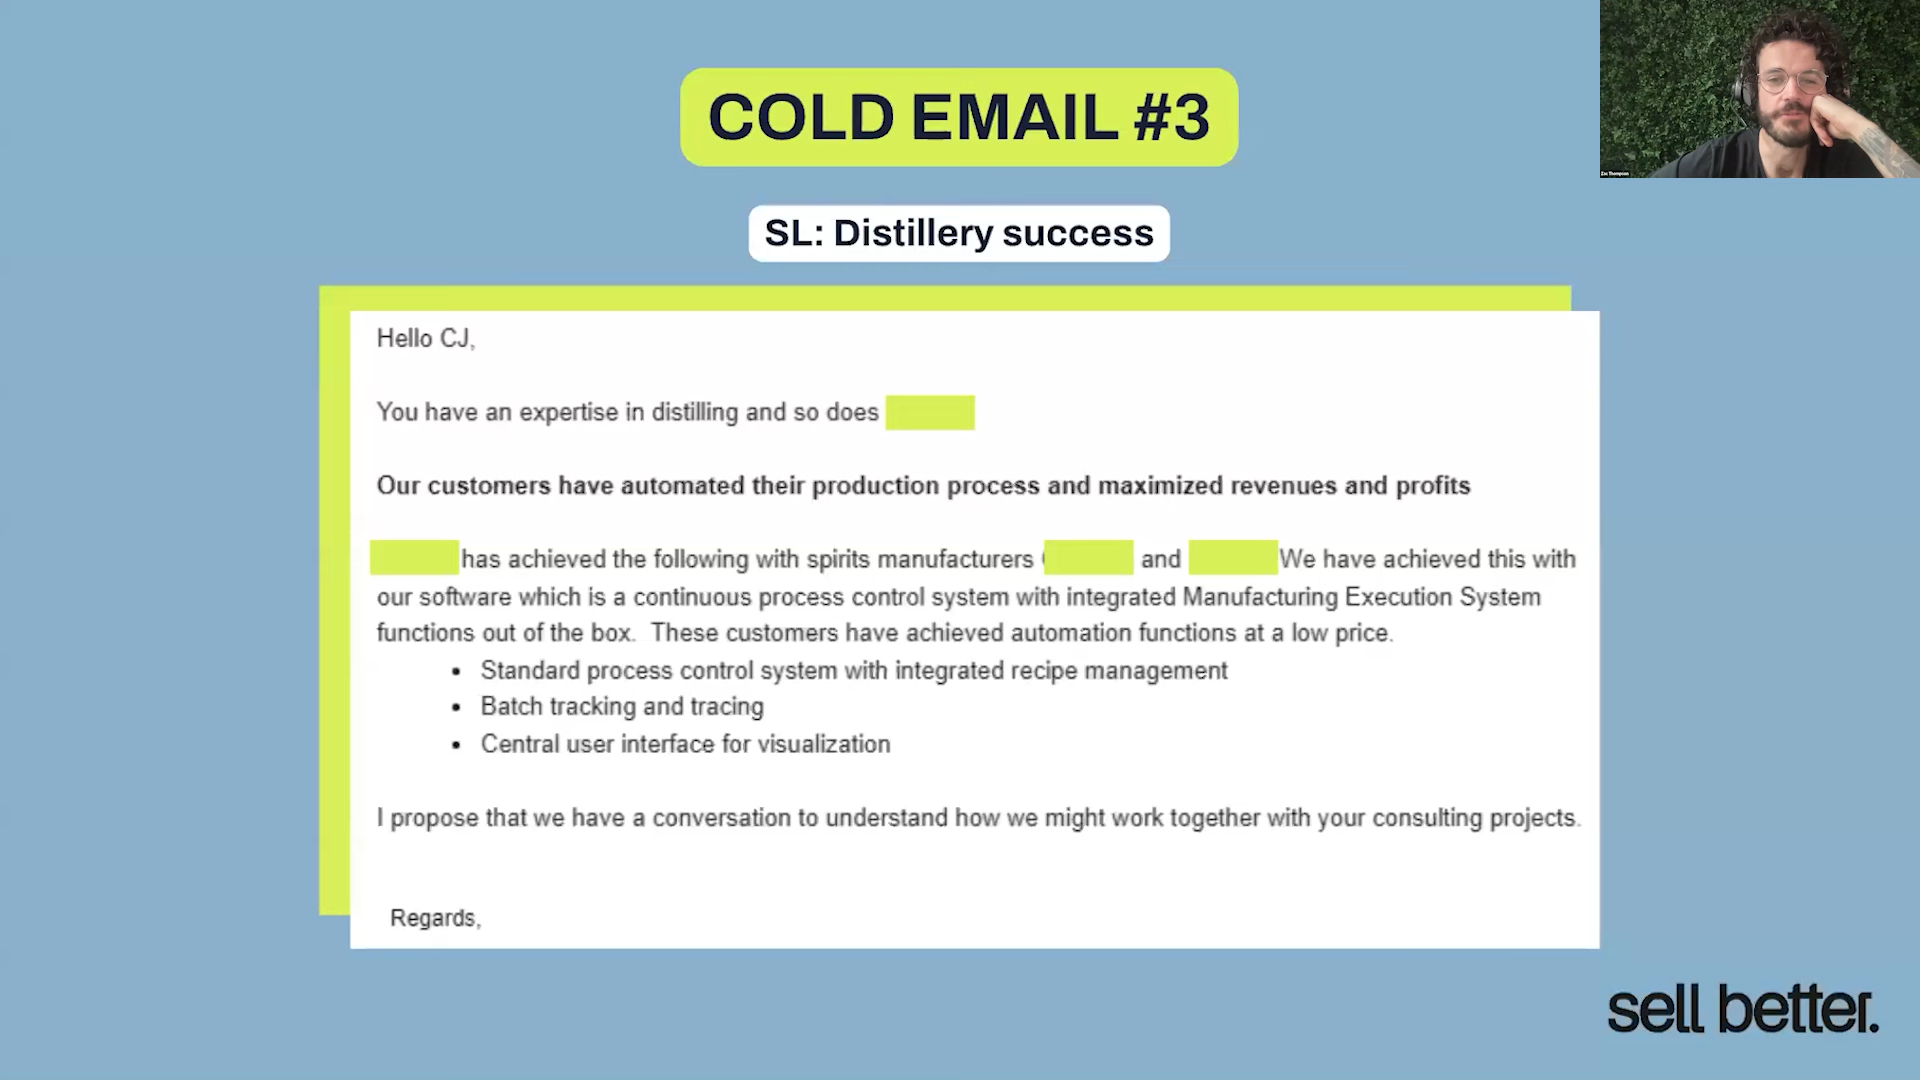 COLD EMAIL #3
SL: Distillery success
Hello CJ,
You have an expertise in distilling and so does
Our customers have automated their production process and maximized revenues and profits
has achieved the following with spirits manufacturers ( and We have achieved this with
our software which is a continuous process control system with integrated Manufacturing Execution System
functions out of the box. These customers have achieved automation functions at a low price.
• Standard process control system with integrated recipe management
• Batch tracking and tracing
• Central user interface for visualization
I propose that we have a conversation to understand how we might work together with your consulting projects.
Regards,
Zac Thompson
sell better.